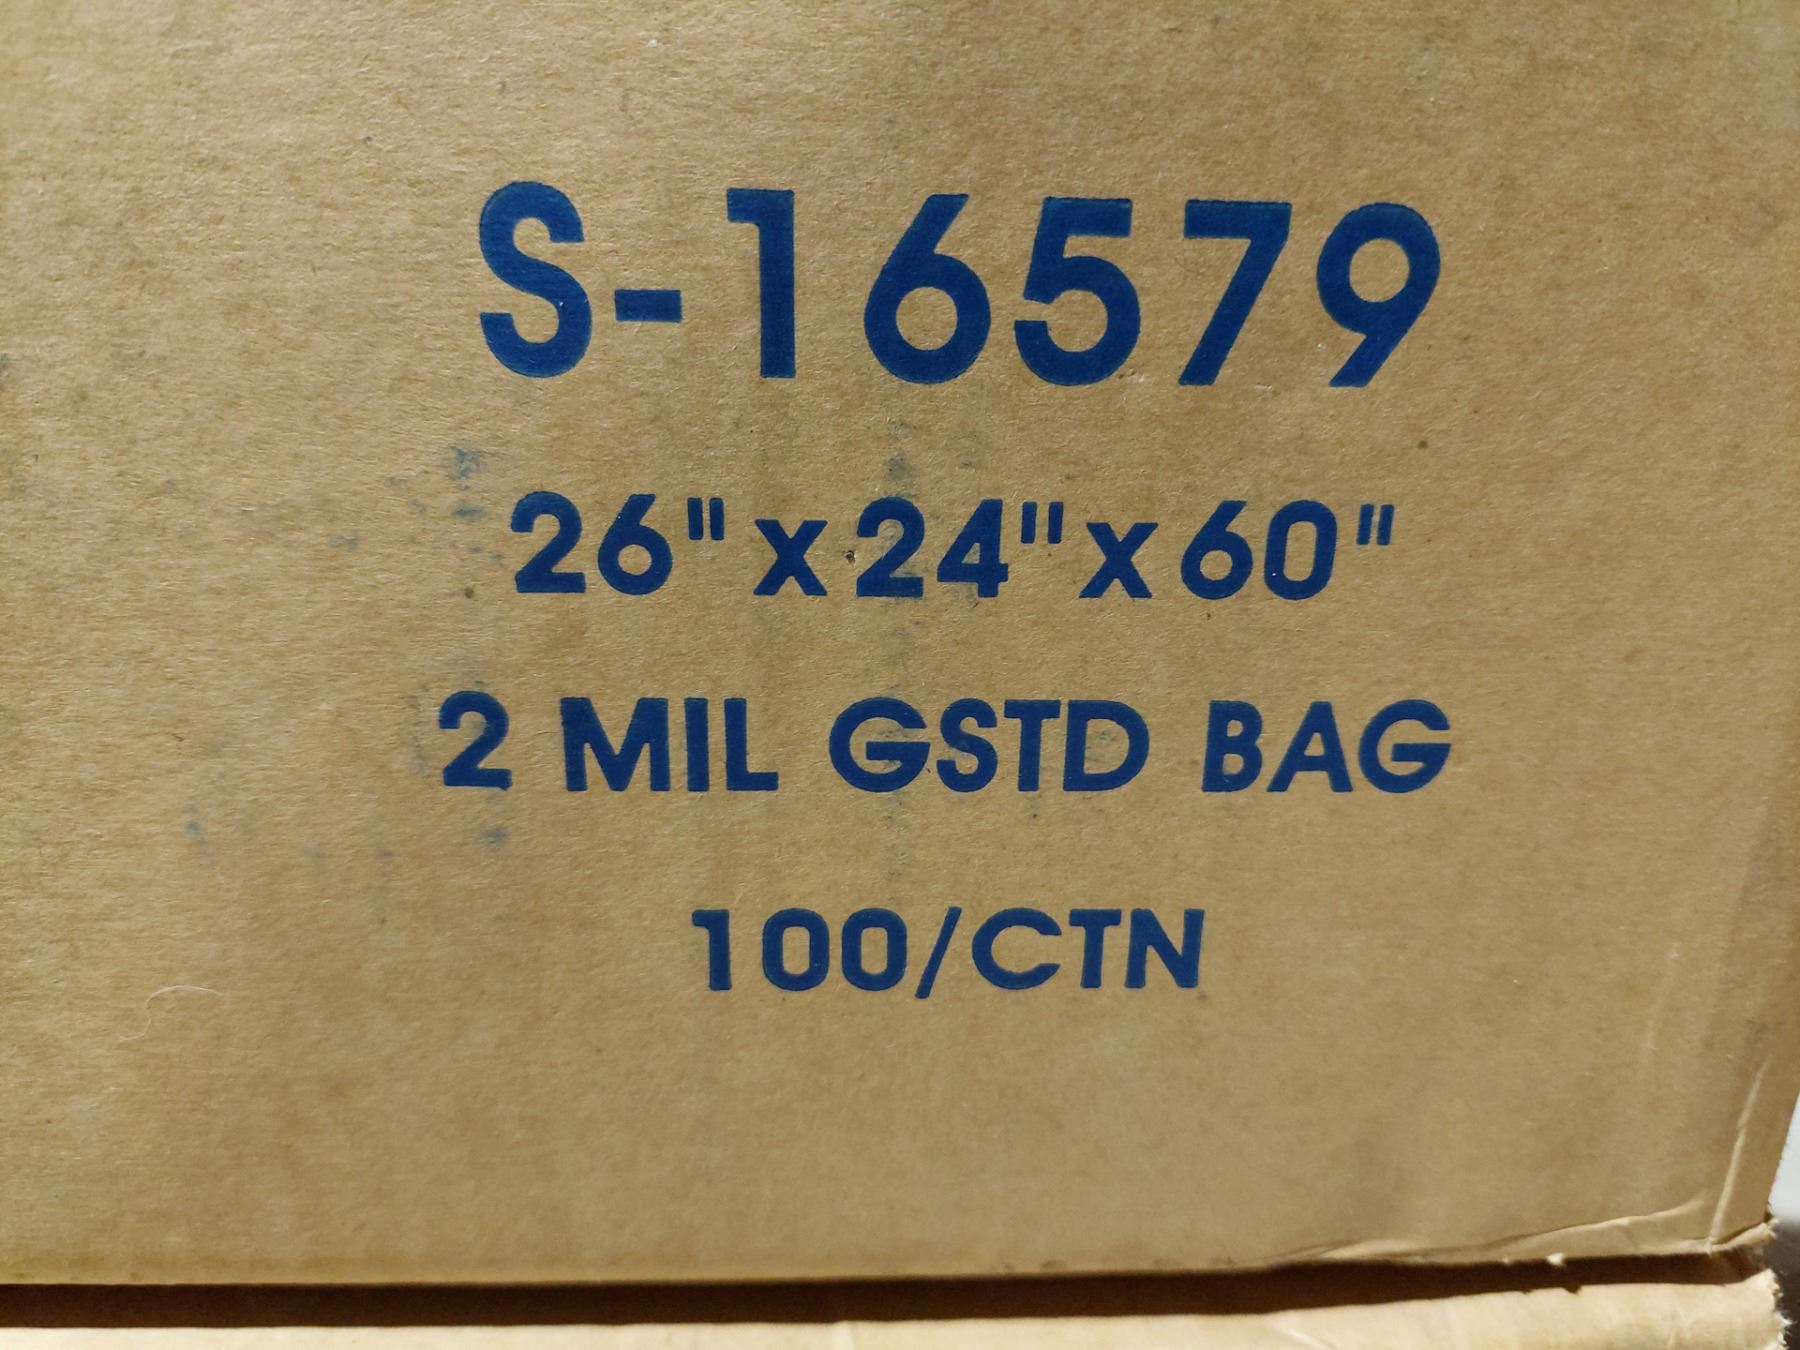 S-16579
26"x24"x60"
2 MIL GSTD BAG
100/CTN